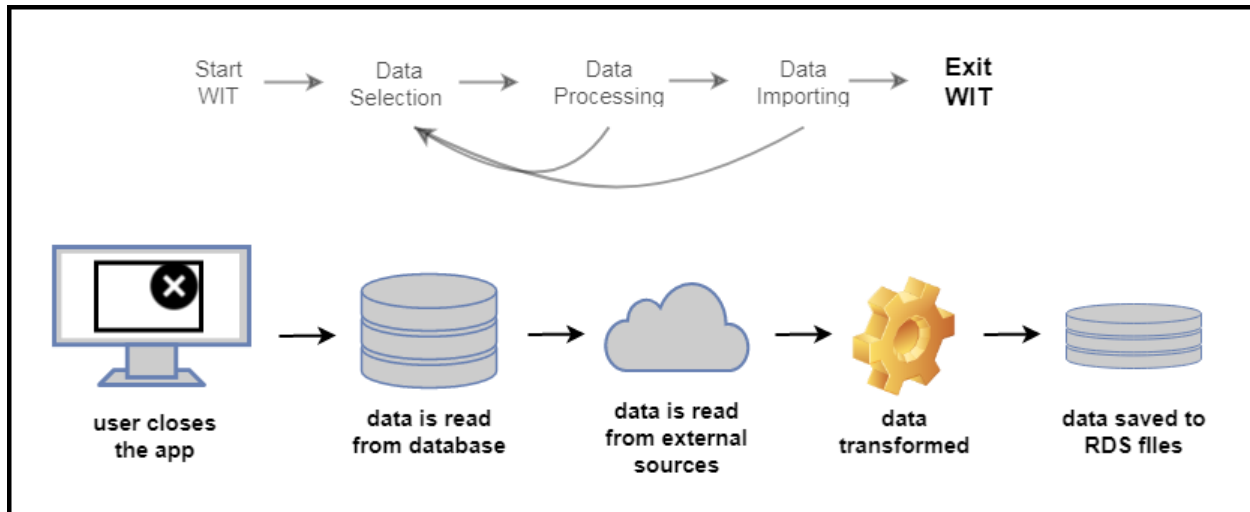 Start
WIT
Data
Selection
Data
Processing
Data
Importing
Exit
WIT
user closes
the app
data is read
from database
data is read
from external
sources
data
transformed
data saved to
RDS files